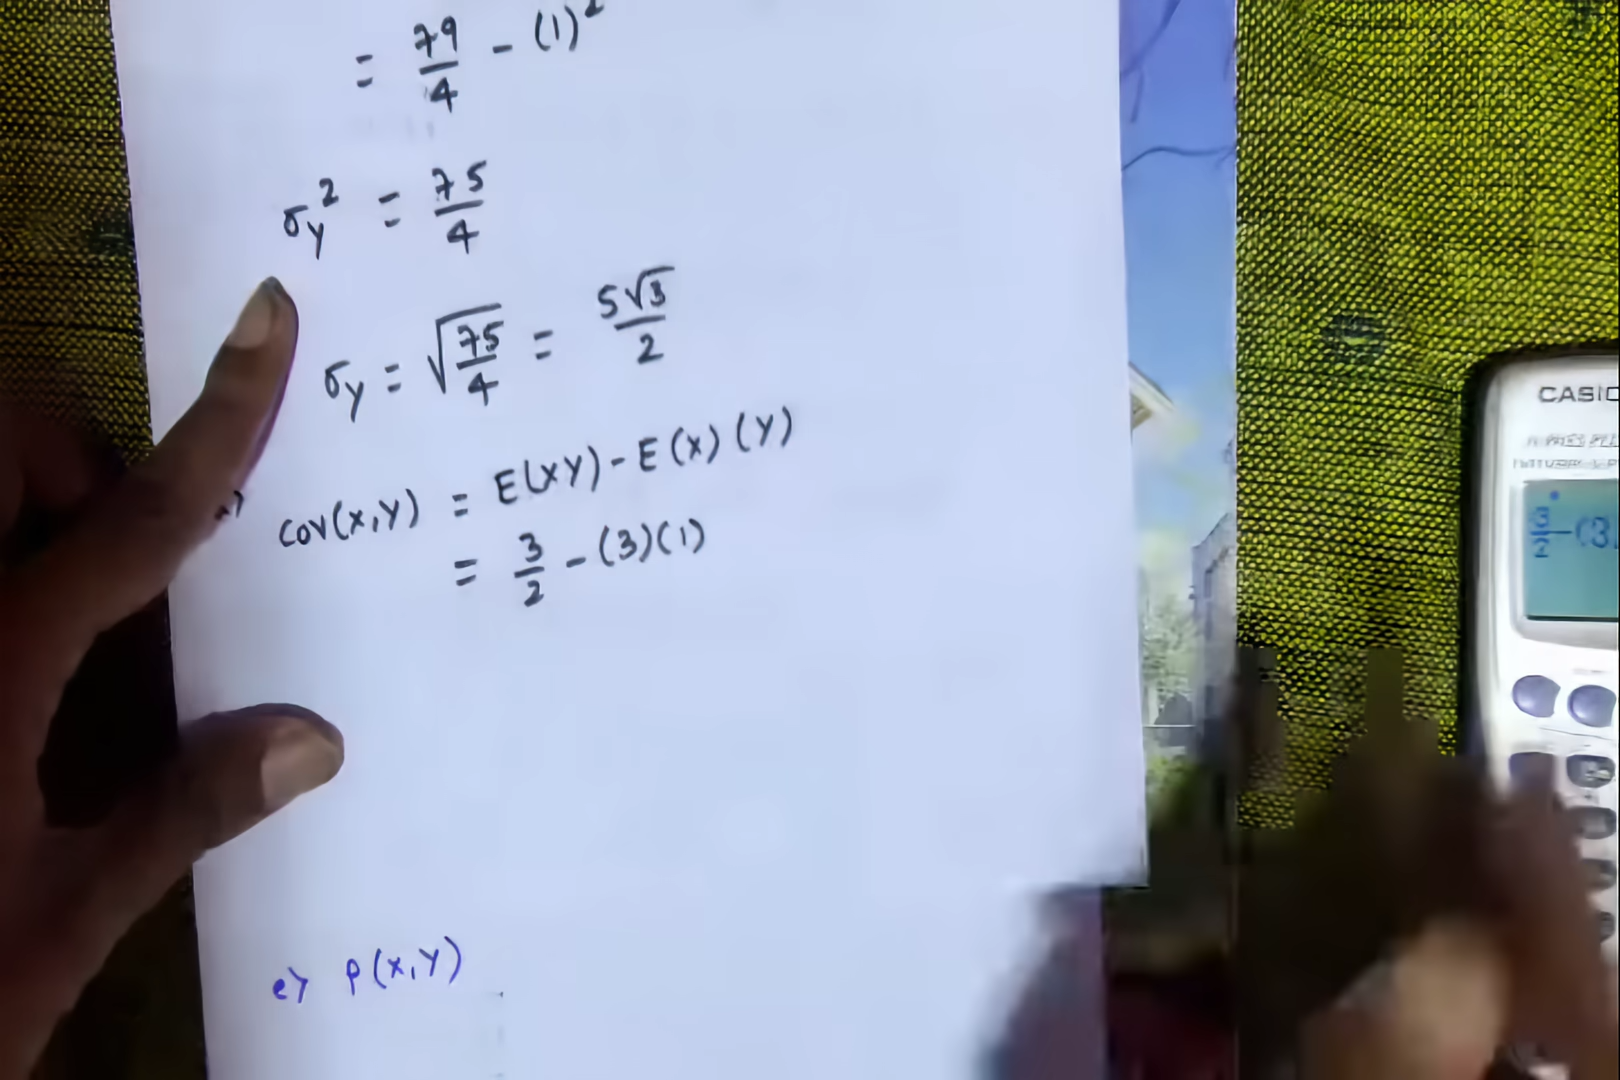 = 79/4 - (1)²
σy² = 75/4
σy = √(75/4) = 5√3/2
cov(x,y) = E(XY) - E(X)(Y)
= 3/2 - (3)(1)
e) ρ(X,Y)
CASIO
3/2-(3)